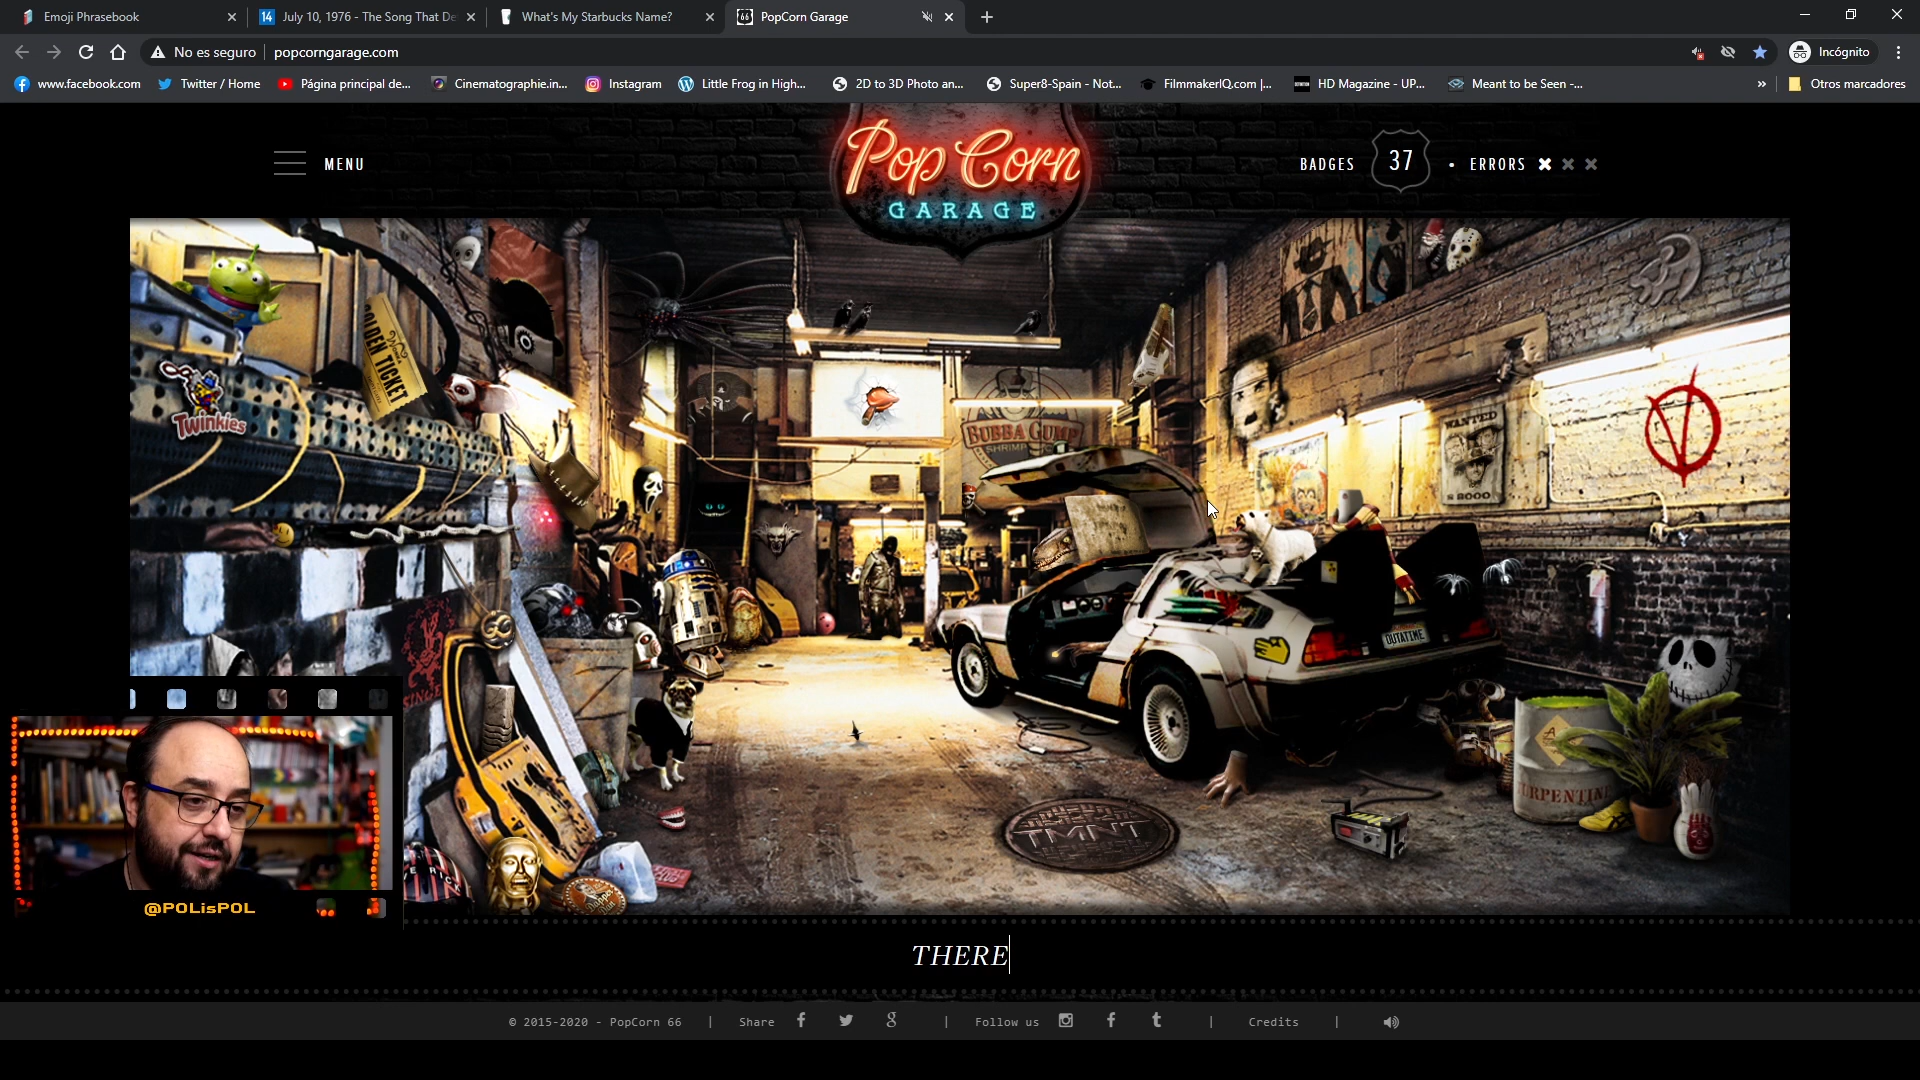 Emoji Phrasebook
July 10, 1976 - The Song That De
What's My Starbucks Name?
PopCorn Garage
No es seguro
popcorngarage.com
Incógnito
www.facebook.com
Twitter / Home
Página principal de...
Cinematographie.in...
Instagram
Little Frog in High...
2D to 3D Photo an...
Super8-Spain - Not...
FilmmakerIQ.com |...
HD Magazine - UP...
Meant to be Seen -...
Otros marcadores
MENU
Pop Corn
GARAGE
BADGES 37 • ERRORS
GOLDEN TICKET
Twinkies
BUBBA GUMP
SHRIMP
WANTED
$2000
V
OUTATIME
TMNT
Dapper
Dan
@POLisPOL
THERE
© 2015-2020 - PopCorn 66 | Share | Follow us | Credits |